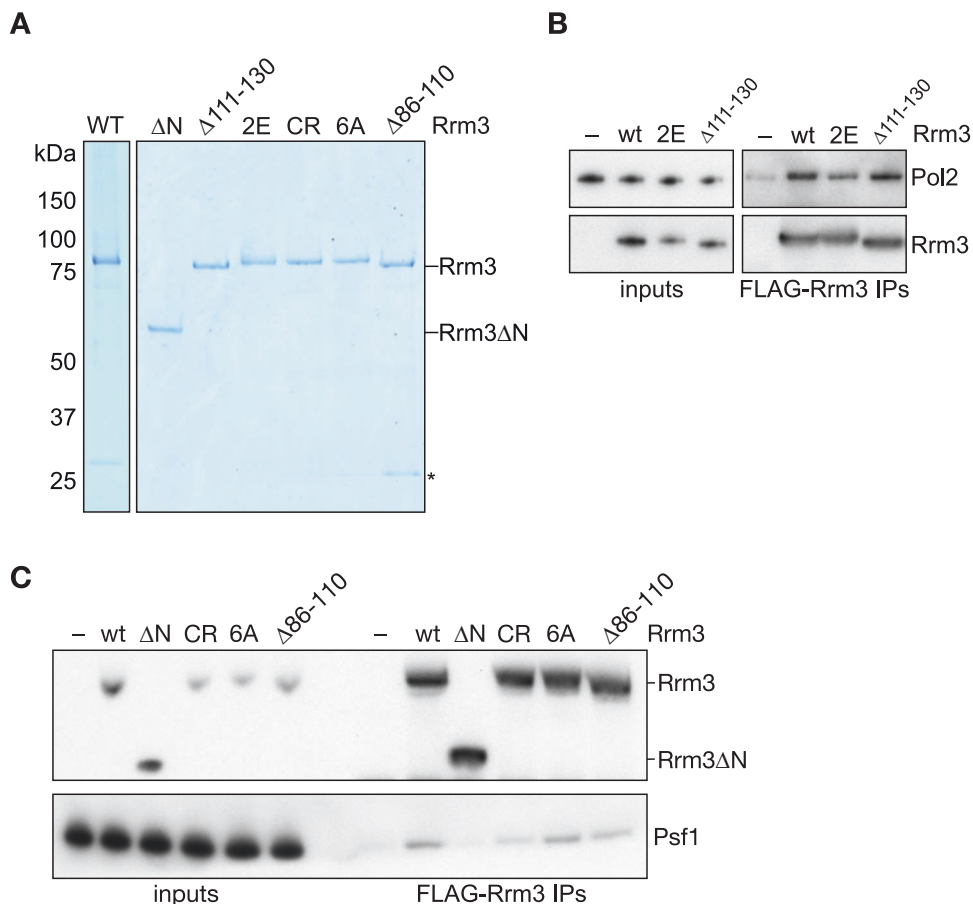 A
WT ΔN Δ111-130 2E CR 6A Δ86-110 Rrm3
kDa
150
100
75
50
37
25
Rrm3
Rrm3ΔN
*
B
– wt 2E Δ111-130 – wt 2E Δ111-130 Rrm3
Pol2
Rrm3
inputs FLAG-Rrm3 IPs
C
– wt ΔN CR 6A Δ86-110 – wt ΔN CR 6A Δ86-110 Rrm3
Rrm3
Rrm3ΔN
Psf1
inputs FLAG-Rrm3 IPs